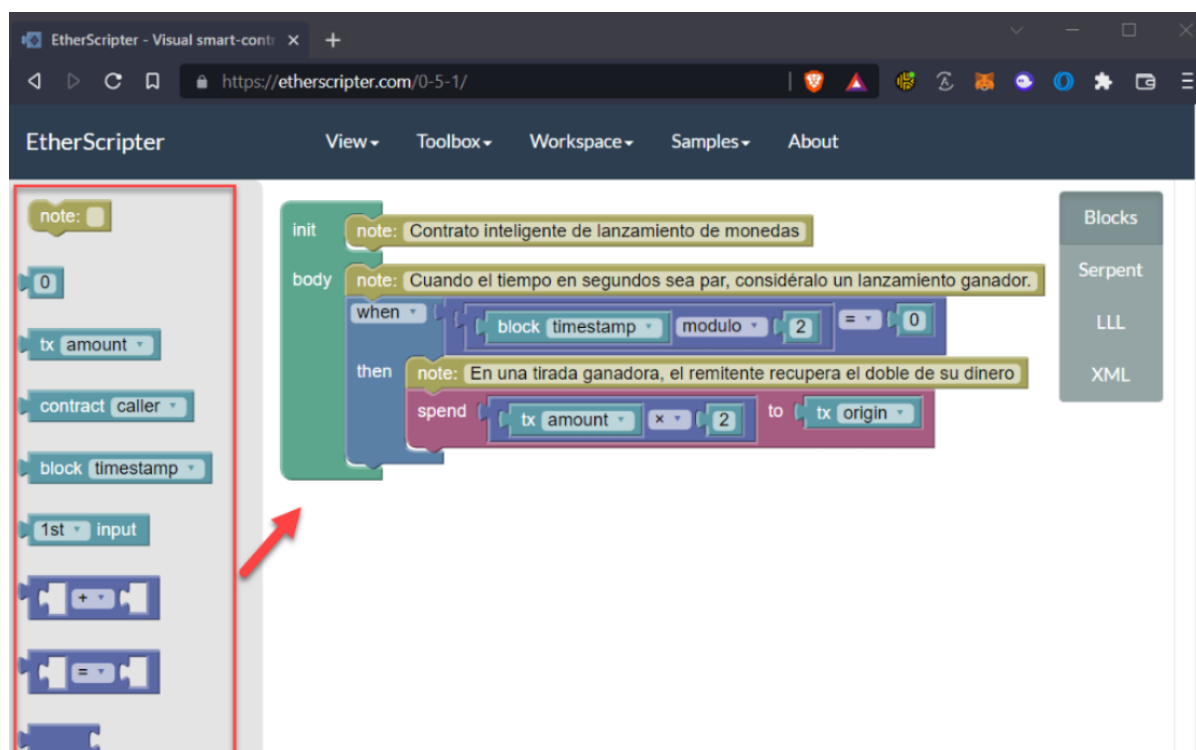 EtherScripter - Visual smart-contr
https://etherscripter.com/0-5-1/
EtherScripter View Toolbox Workspace Samples About
note:
0
tx amount
contract caller
block timestamp
1st input
+
=
init note: Contrato inteligente de lanzamiento de monedas
body note: Cuando el tiempo en segundos sea par, considéralo un lanzamiento ganador.
when block timestamp modulo 2 = 0
then note: En una tirada ganadora, el remitente recupera el doble de su dinero
spend tx amount × 2 to tx origin
Blocks
Serpent
LLL
XML